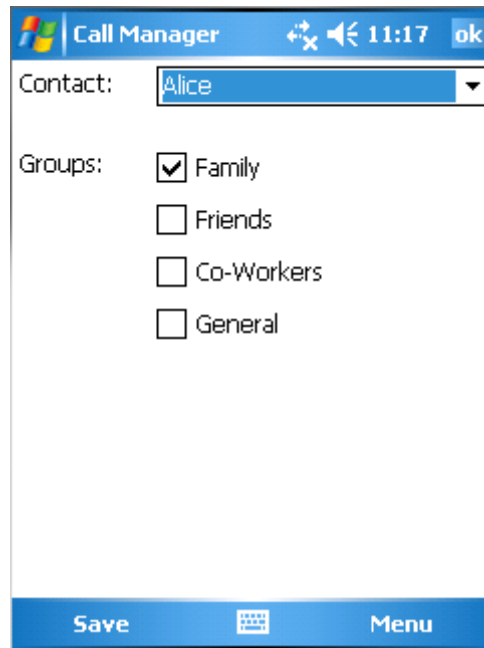 Call Manager 11:17 ok
Contact: Alice
Groups: Family
Friends
Co-Workers
General
Save Menu